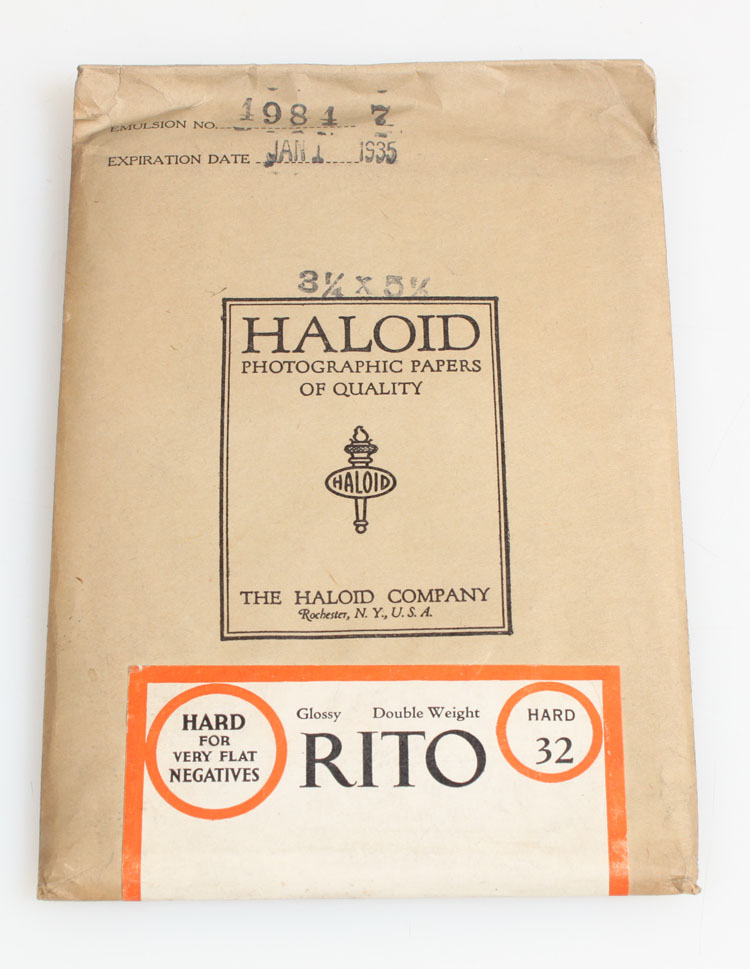 EMULSION NO. 1984 7
EXPIRATION DATE JAN 1 1935
3¼ x 5½
HALOID
PHOTOGRAPHIC PAPERS
OF QUALITY
HALOID
THE HALOID COMPANY
Rochester, N. Y., U. S. A.
HARD
FOR
VERY FLAT
NEGATIVES
Glossy Double Weight
RITO
HARD
32